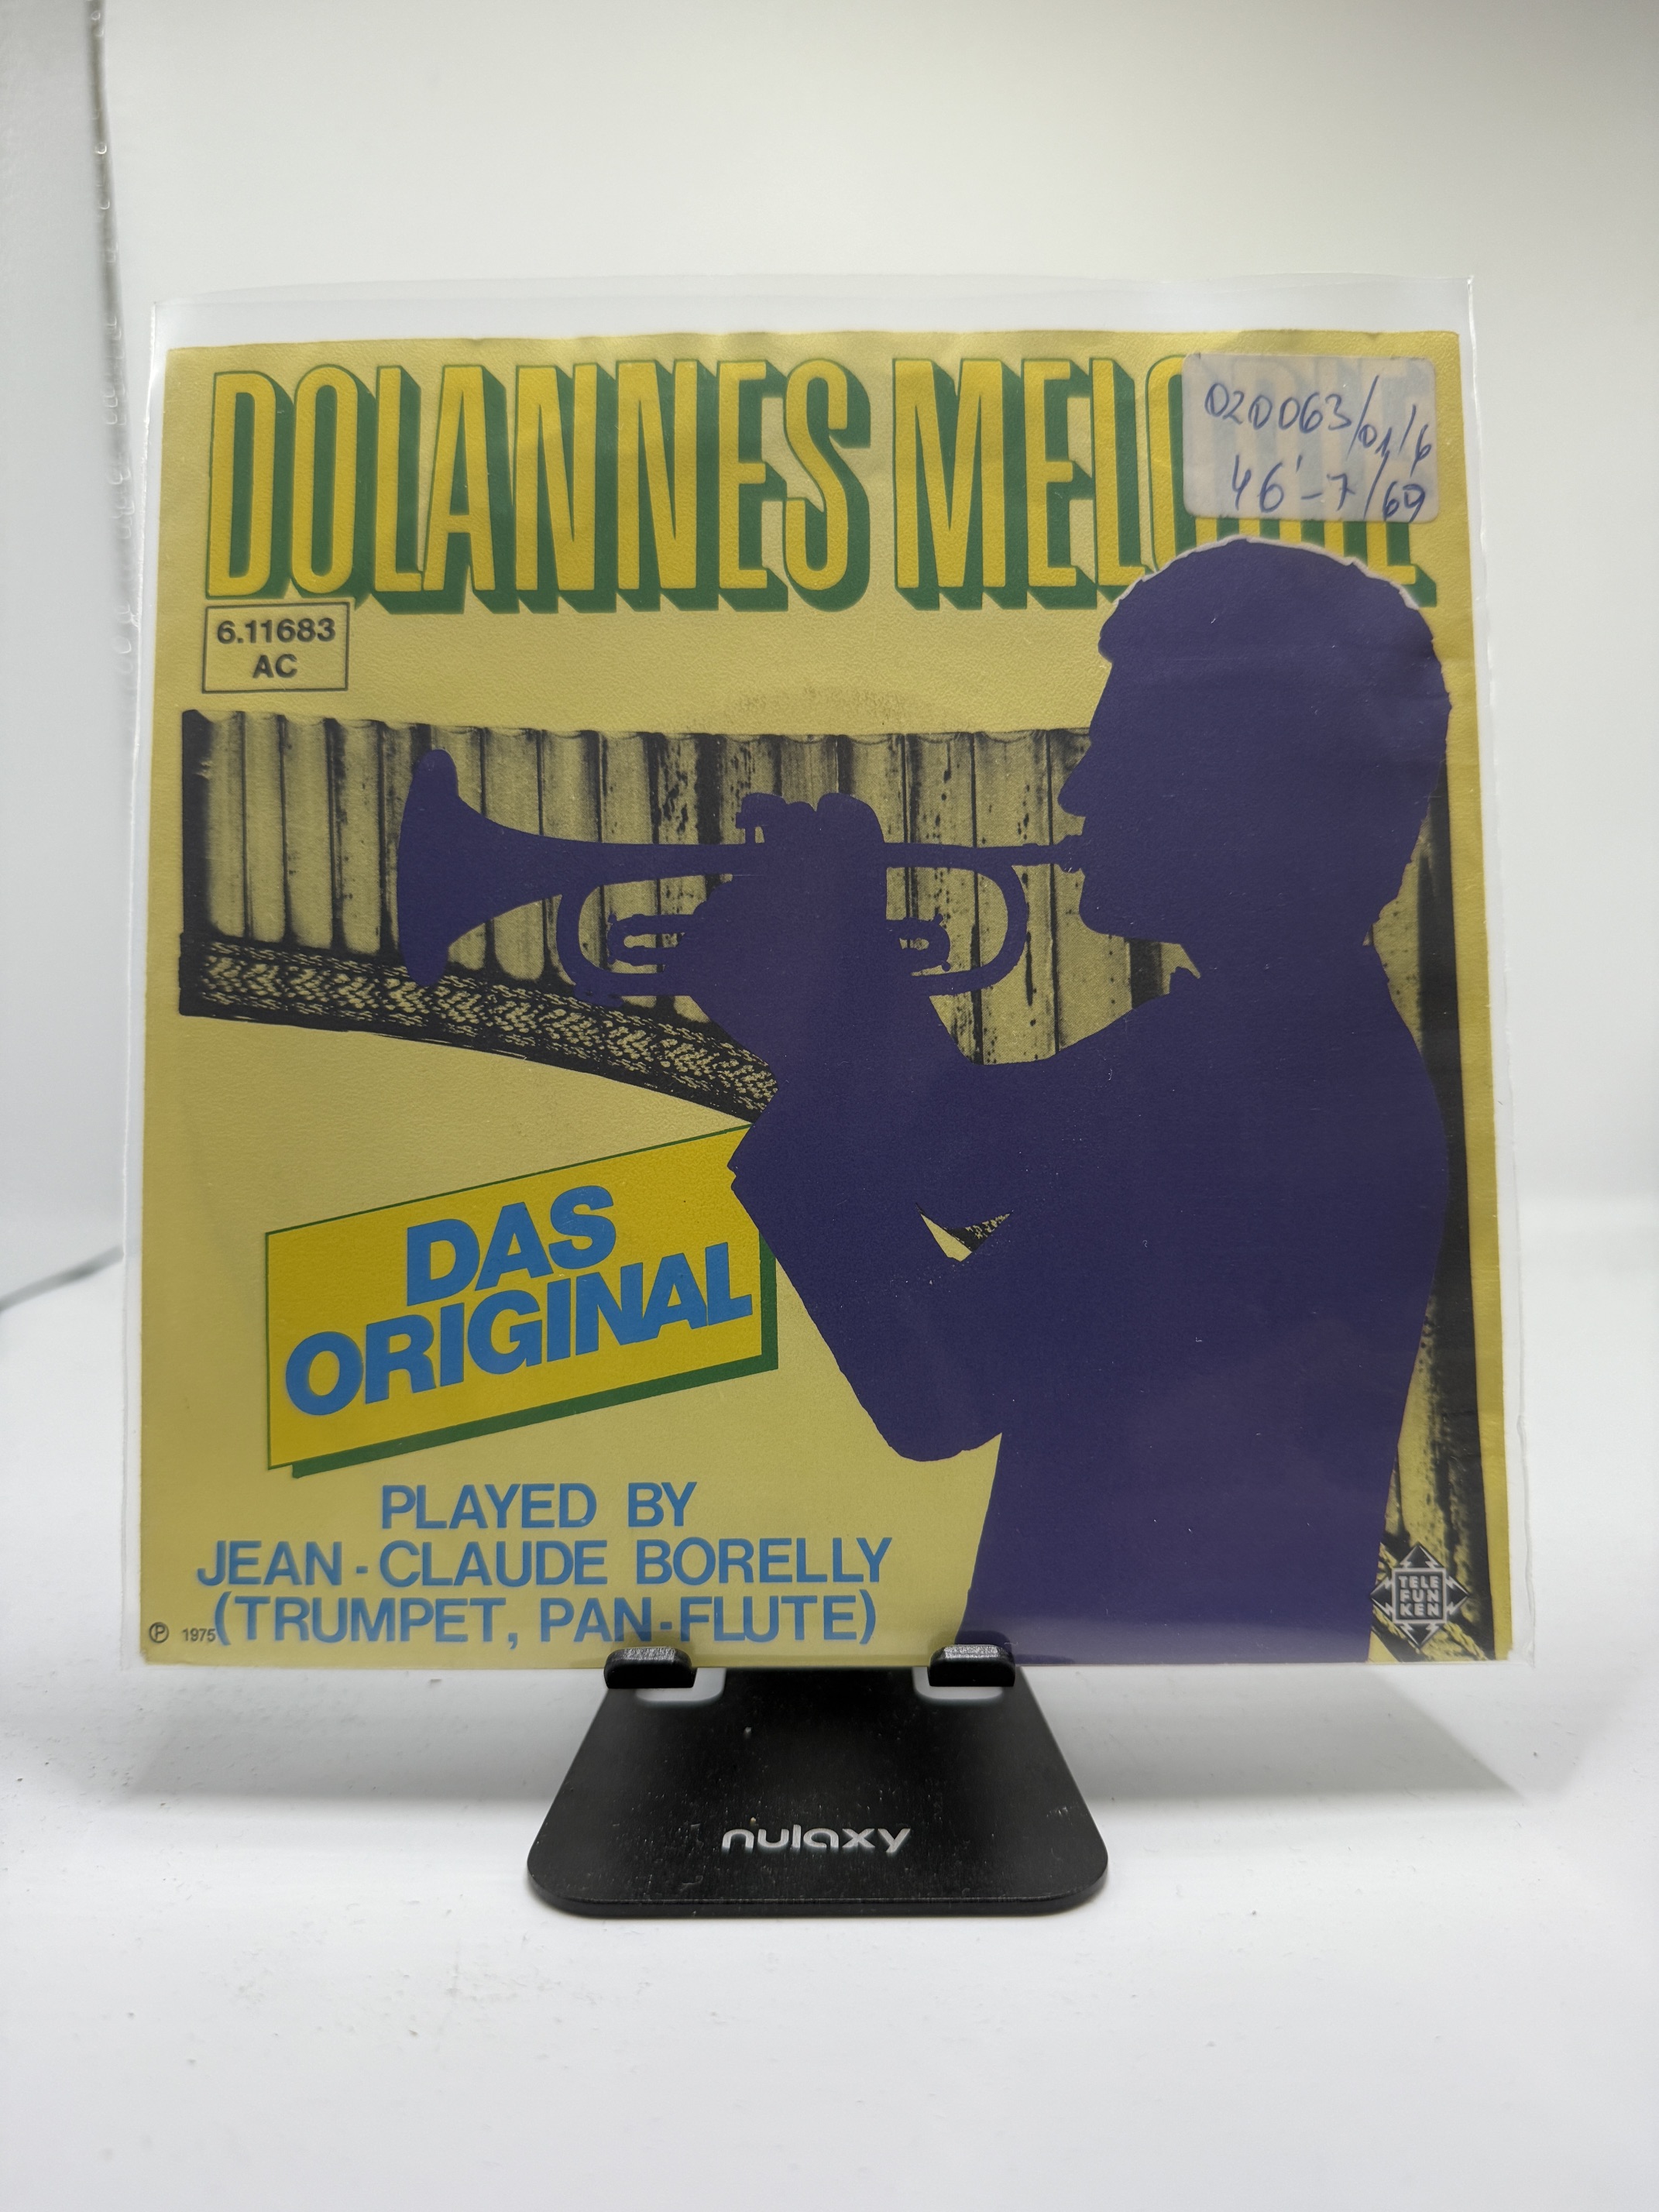 DOLANNES MELODIE
020063/01/6
46'-7/69
6.11683
AC
DAS
ORIGINAL
PLAYED BY
JEAN-CLAUDE BORELLY
(TRUMPET, PAN-FLUTE)
℗ 1975
TELE
FUN
KEN
nulaxy